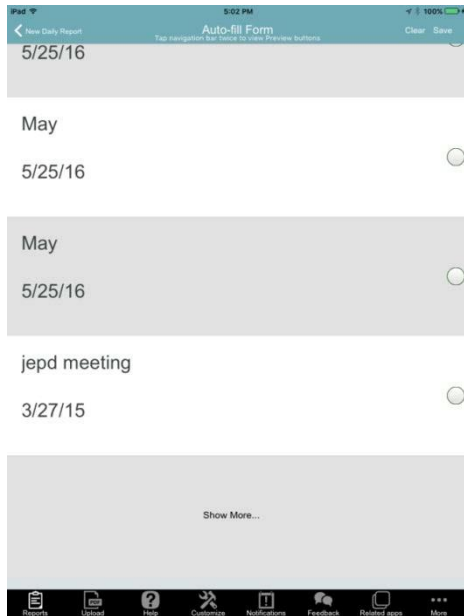 iPad 5:02 PM 100%
New Daily Report Auto-fill Form Clear Save
Tap navigation bar twice to view Preview buttons
5/25/16
May
5/25/16
May
5/25/16
jepd meeting
3/27/15
Show More...
PDF
Reports Upload Help Customize Notifications Feedback Related apps More